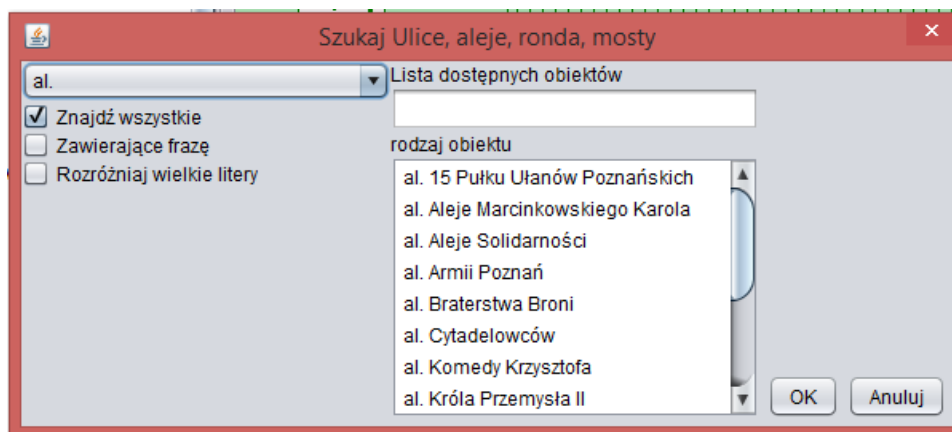 Szukaj Ulice, aleje, ronda, mosty
al.
Znajdź wszystkie
Zawierające frazę
Rozróżniaj wielkie litery
Lista dostępnych obiektów
rodzaj obiektu
al. 15 Pułku Ułanów Poznańskich
al. Aleje Marcinkowskiego Karola
al. Aleje Solidarności
al. Armii Poznań
al. Braterstwa Broni
al. Cytadelowców
al. Komedy Krzysztofa
al. Króla Przemysła II
OK
Anuluj